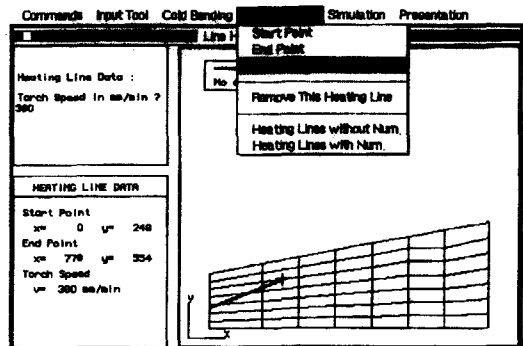 Commands Input Tool Cold Bending Simulation Presentation
Line H
Start Point
End Point
Heating Line Data :
Torch Speed in mm/min ?
380
Remove This Heating Line
Heating Lines without Num.
Heating Lines with Num.
HEATING LINE DATA
Start Point
x= 0 y= 248
End Point
x= 770 y= 554
Torch Speed
v= 380 mm/min
y
x